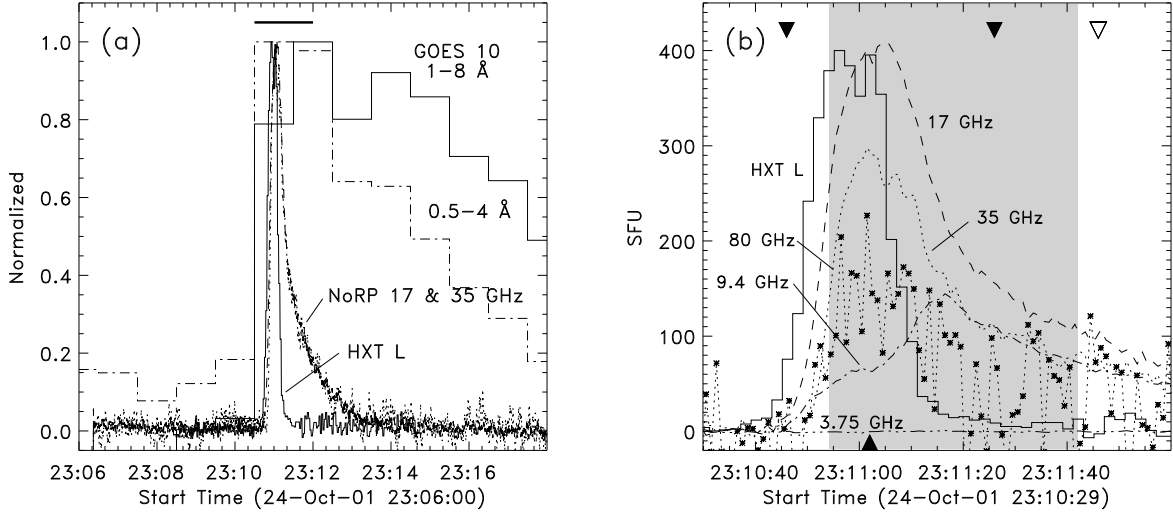 (a)
GOES 10
1−8 Å
0.5−4 Å
NoRP 17 & 35 GHz
HXT L
Normalized
1.0
0.8
0.6
0.4
0.2
0.0
23:06 23:08 23:10 23:12 23:14 23:16
Start Time (24-Oct-01 23:06:00)
(b)
17 GHz
HXT L
35 GHz
80 GHz
9.4 GHz
3.75 GHz
SFU
400
300
200
100
0
23:10:40 23:11:00 23:11:20 23:11:40
Start Time (24-Oct-01 23:10:29)